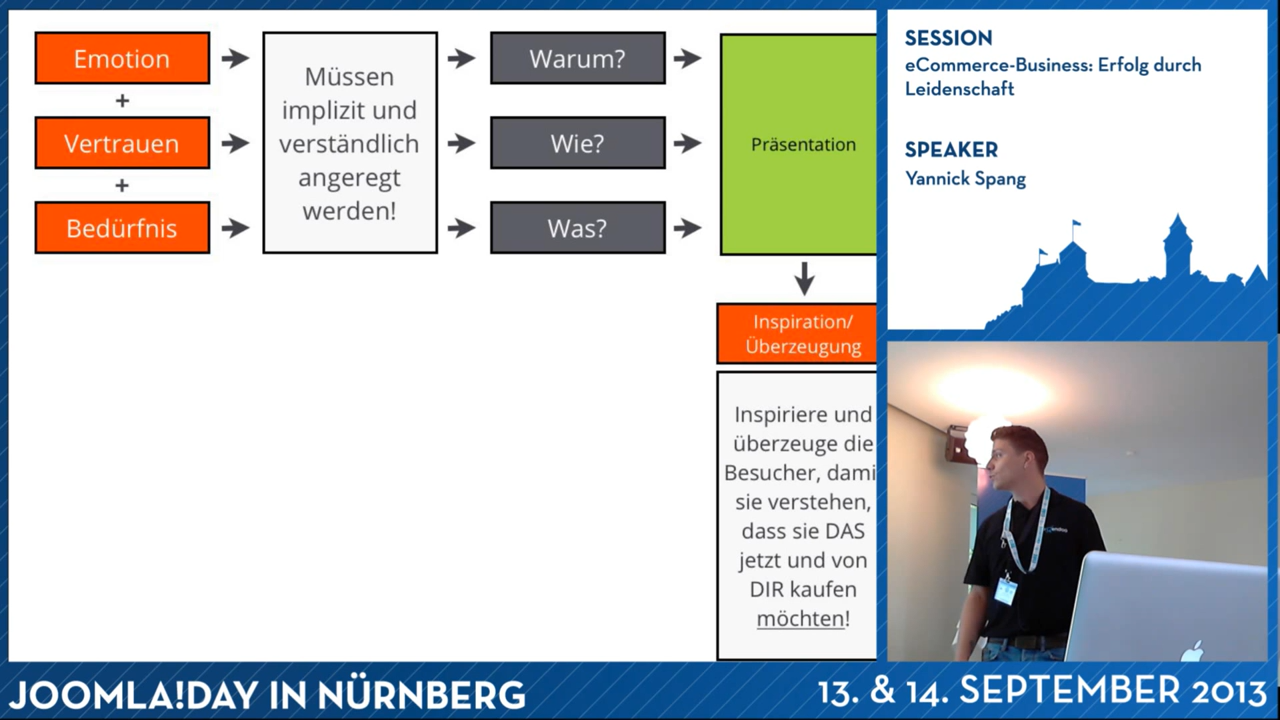 Emotion
+
Vertrauen
+
Bedürfnis
Müssen
implizit und
verständlich
angeregt
werden!
Warum?
Wie?
Was?
Präsentation
Inspiration/
Überzeugung
Inspiriere und
überzeuge die
Besucher, dami
sie verstehen,
dass sie DAS
jetzt und von
DIR kaufen
möchten!
SESSION
eCommerce-Business: Erfolg durch
Leidenschaft
SPEAKER
Yannick Spang
JOOMLA!DAY IN NÜRNBERG
13. & 14. SEPTEMBER 2013